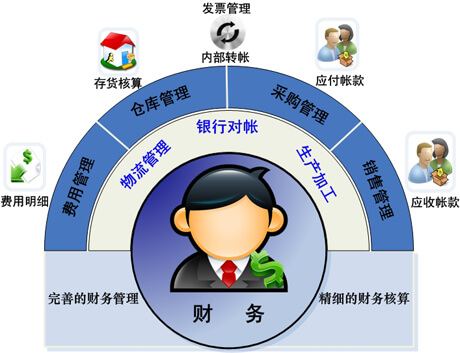 发票管理
内部转帐
存货核算
应付帐款
仓库管理
采购管理
银行对帐
费用管理
物流管理
生产加工
销售管理
费用明细
应收帐款
完善的财务管理
精细的财务核算
财 务